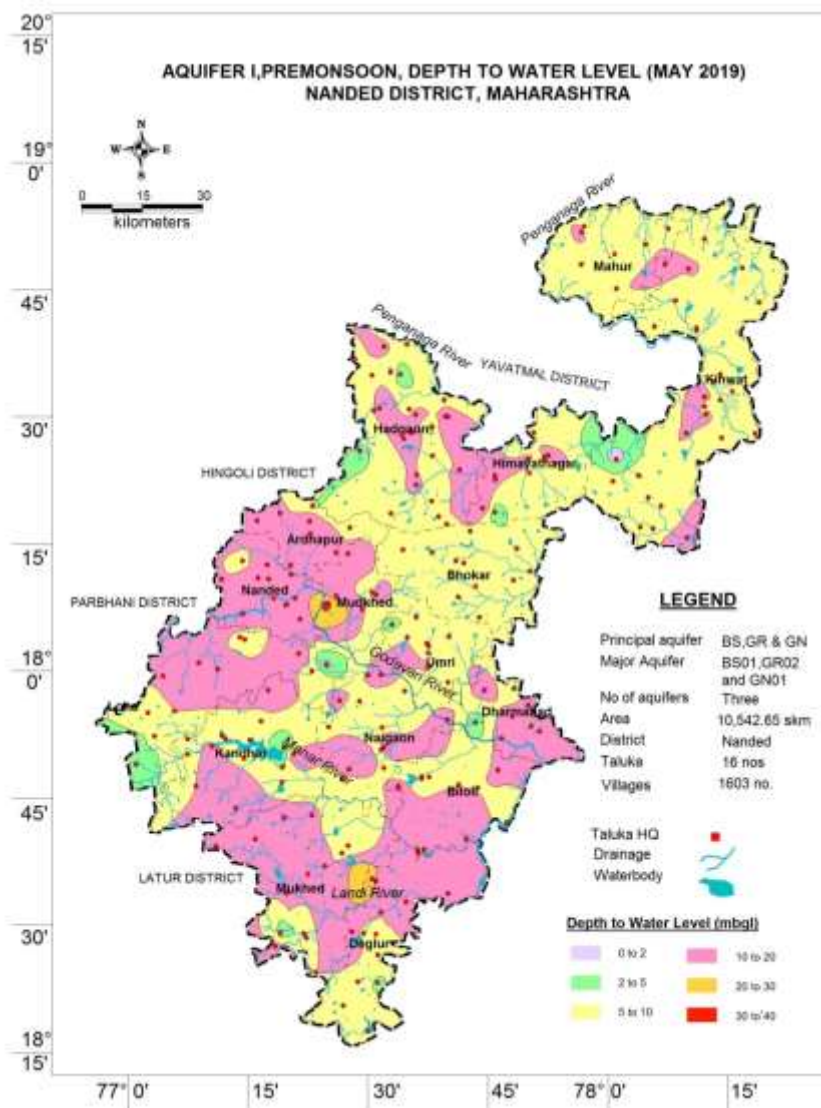 AQUIFER I,PREMONSOON, DEPTH TO WATER LEVEL (MAY 2019)
NANDED DISTRICT, MAHARASHTRA
20°
15'
19°
0'
45'
30'
15'
18°
0'
45'
30'
18°
15'
N
W E
S
0 15 30
kilometers
Penganaga River
Mahur
Penganaga River
YAVATMAL DISTRICT
Kinwat
Hadgaon
Himayatnagar
HINGOLI DISTRICT
Ardhapur
Bhokar
Nanded
Mudkhed
PARBHANI DISTRICT
Umri
Godavari River
Dharmabad
Naigaon
Kandhar
Manar River
Biloli
LATUR DISTRICT
Mukhed
Landi River
Deglur
LEGEND
Principal aquifer BS,GR & GN
Major Aquifer BS01,GR02
and GN01
No of aquifers Three
Area 10,542.65 skm
District Nanded
Taluka 16 nos
Villages 1603 no.
Taluka HQ
Drainage
Waterbody
Depth to Water Level (mbgl)
0 to 2 10 to 20
2 to 5 20 to 30
5 to 10 30 to 40
77° 0' 15' 30' 45' 78° 0' 15'